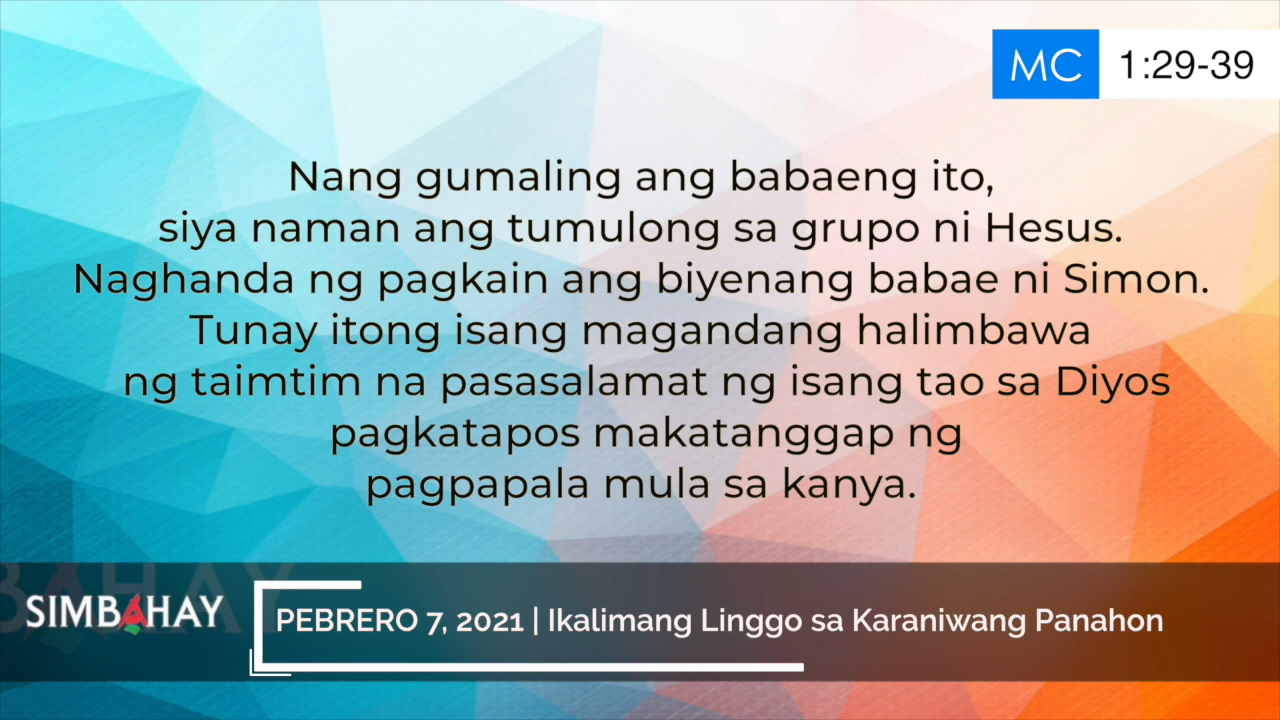 MC 1:29-39
Nang gumaling ang babaeng ito,
siya naman ang tumulong sa grupo ni Hesus.
Naghanda ng pagkain ang biyenang babae ni Simon.
Tunay itong isang magandang halimbawa
ng taimtim na pasasalamat ng isang tao sa Diyos
pagkatapos makatanggap ng
pagpapala mula sa kanya.
SIMBAHAY
PEBRERO 7, 2021 | Ikalimang Linggo sa Karaniwang Panahon